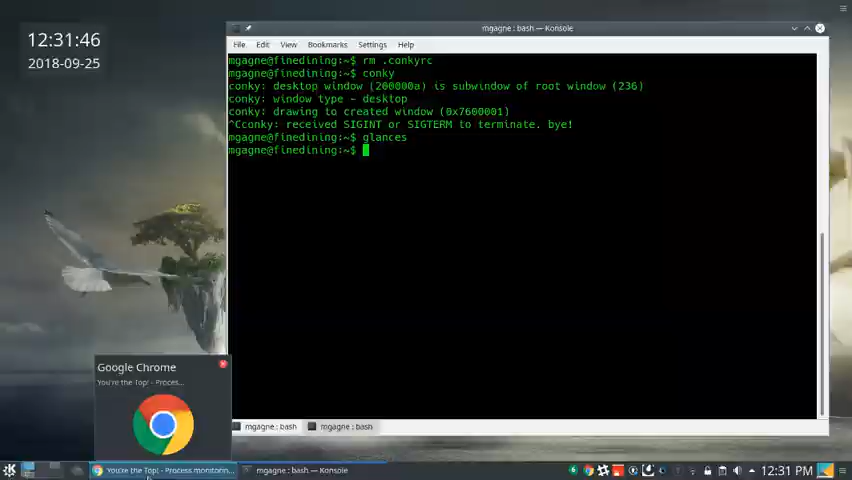 12:31:46
2018-09-25
mgagne : bash — Konsole
File Edit View Bookmarks Settings Help
mgagne@finedining:~$ rm .conkyrc
mgagne@finedining:~$ conky
conky: desktop window (200000a) is subwindow of root window (236)
conky: window type - desktop
conky: drawing to created window (0x7600001)
^Cconky: received SIGINT or SIGTERM to terminate. bye!
mgagne@finedining:~$ glances
mgagne@finedining:~$
Google Chrome
You're the Top! - Proces...
mgagne : bash mgagne : bash
You're the Top! - Process monitorin... mgagne : bash — Konsole 12:31 PM